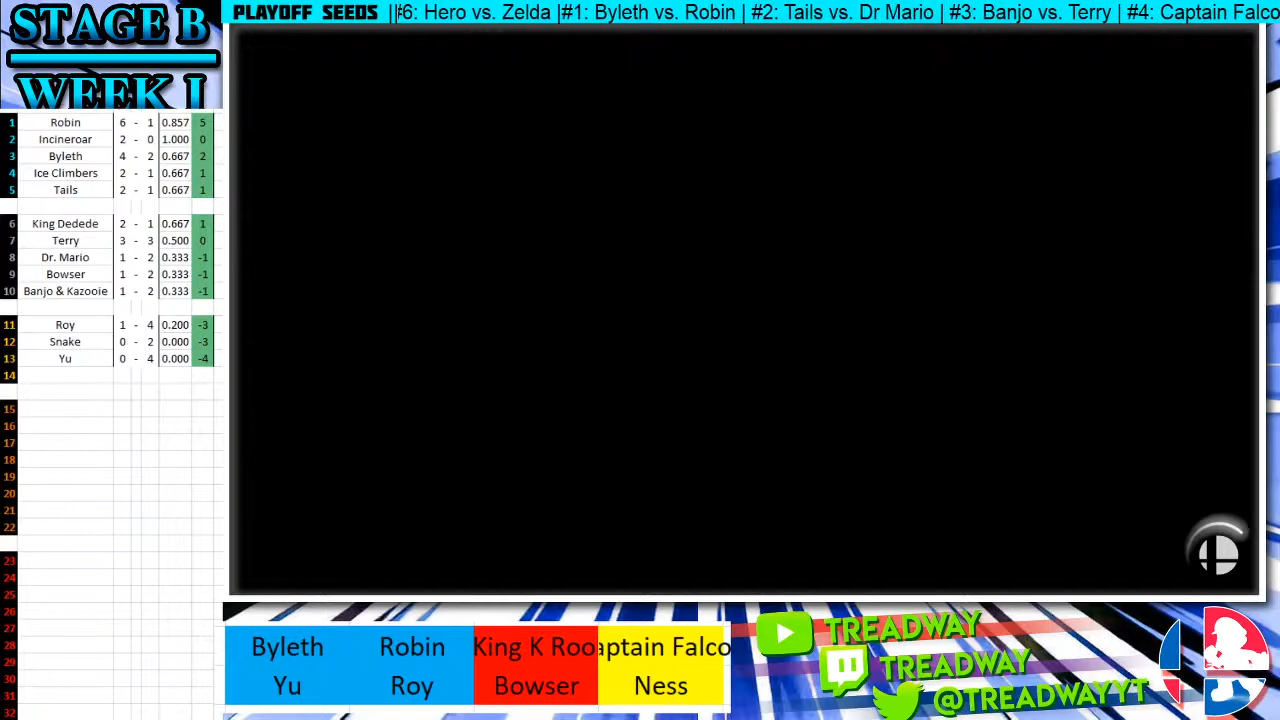 STAGE B
WEEK 1
PLAYOFF SEEDS ||#6: Hero vs. Zelda |#1: Byleth vs. Robin | #2: Tails vs. Dr Mario | #3: Banjo vs. Terry | #4: Captain Falco
1 Robin 6 - 1 0.857 5
2 Incineroar 2 - 0 1.000 0
3 Byleth 4 - 2 0.667 2
4 Ice Climbers 2 - 1 0.667 1
5 Tails 2 - 1 0.667 1
6 King Dedede 2 - 1 0.667 1
7 Terry 3 - 3 0.500 0
8 Dr. Mario 1 - 2 0.333 -1
9 Bowser 1 - 2 0.333 -1
10 Banjo & Kazooie 1 - 2 0.333 -1
11 Roy 1 - 4 0.200 -3
12 Snake 0 - 2 0.000 -3
13 Yu 0 - 4 0.000 -4
14
15
16
17
18
19
20
21
22
23
24
25
26
27
28
29
30
31
32
Byleth
Yu
Robin
Roy
King K Roo
Bowser
aptain Falco
Ness
TREADWAY
TREADWAY
@TREADWAYYT